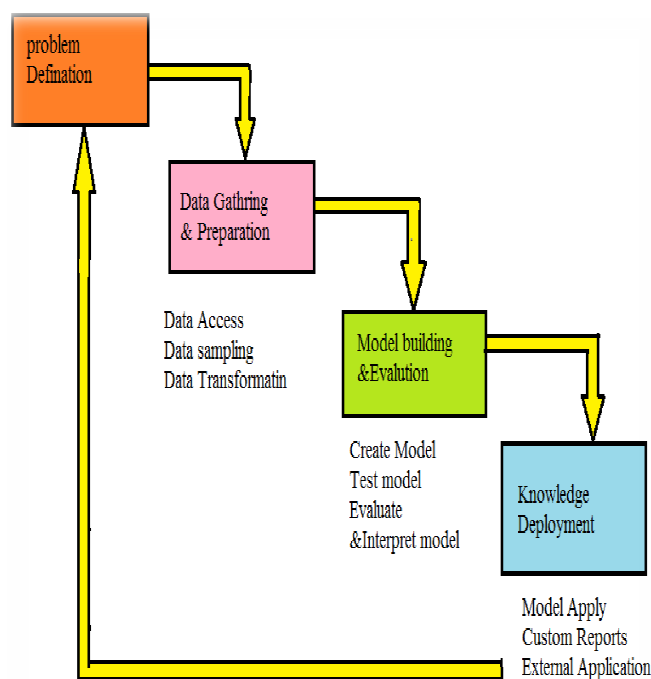 problem
Defination
Data Gathring
& Preparation
Data Access
Data sampling
Data Transformatin
Model building
&Evalution
Create Model
Test model
Evaluate
&Interpret model
Knowledge
Deployment
Model Apply
Custom Reports
External Application